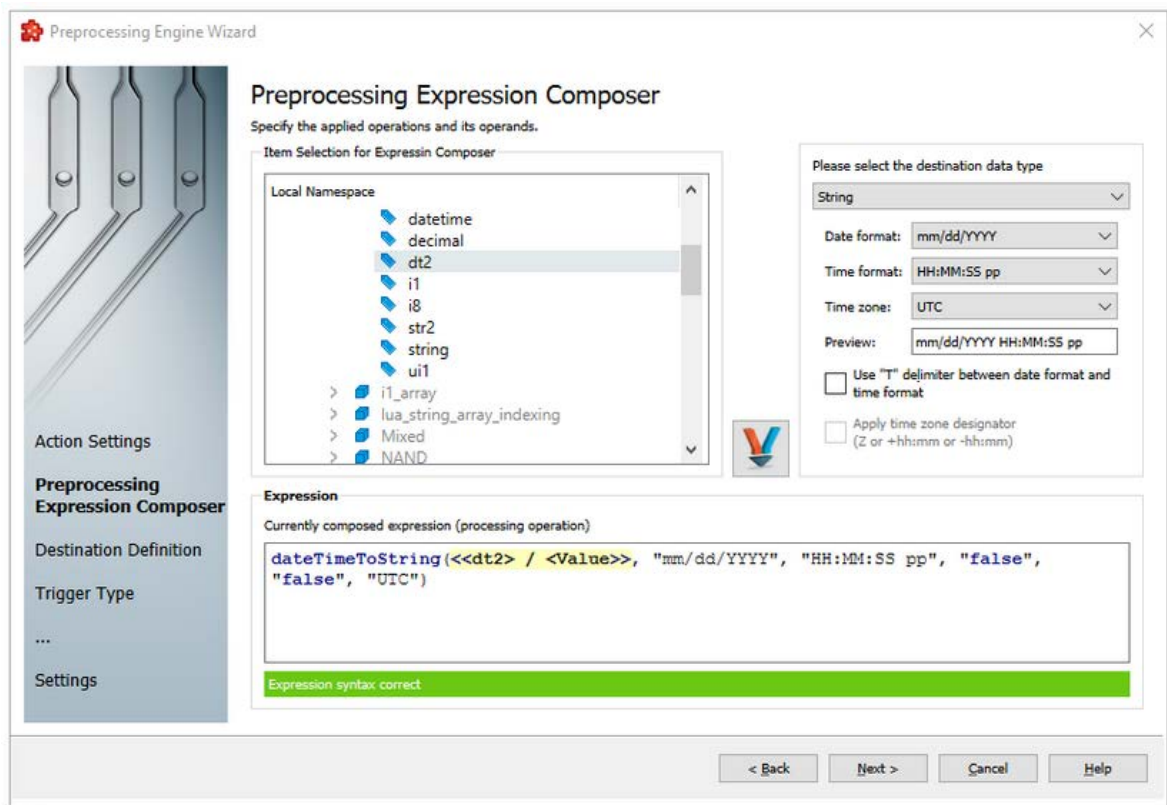 Preprocessing Engine Wizard
Action Settings
Preprocessing
Expression Composer
Destination Definition
Trigger Type
...
Settings
Preprocessing Expression Composer
Specify the applied operations and its operands.
Item Selection for Expressin Composer
Local Namespace
datetime
decimal
dt2
i1
i8
str2
string
ui1
i1_array
lua_string_array_indexing
Mixed
NAND
Please select the destination data type
String
Date format: mm/dd/YYYY
Time format: HH:MM:SS pp
Time zone: UTC
Preview: mm/dd/YYYY HH:MM:SS pp
Use "T" delimiter between date format and
time format
Apply time zone designator
(Z or +hh:mm or -hh:mm)
Expression
Currently composed expression (processing operation)
dateTimeToString(<<dt2> / <Value>>, "mm/dd/YYYY", "HH:MM:SS pp", "false",
"false", "UTC")
Expression syntax correct
< Back Next > Cancel Help